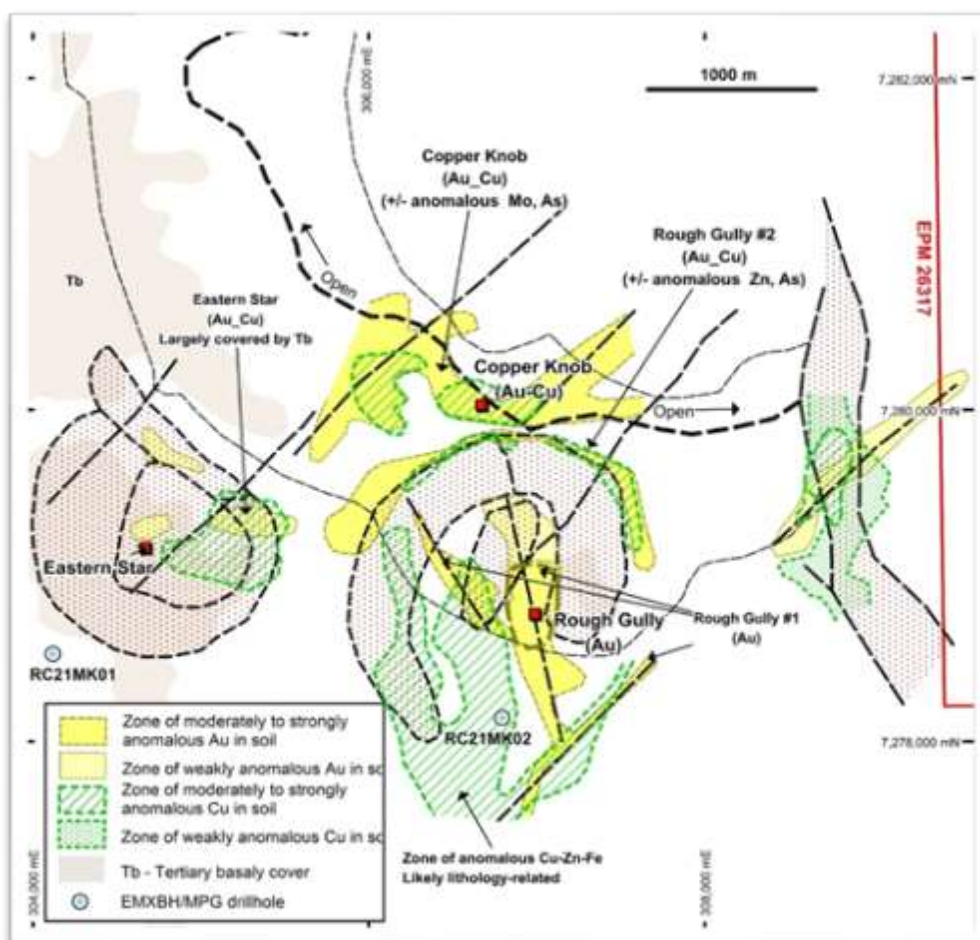 306,000 mE
1000 m
7,282,000 mN
Copper Knob
(Au_Cu)
(+/- anomalous Mo, As)
Rough Gully #2
(Au_Cu)
(+/- anomalous Zn, As)
EPM 26317
Open
Tb
Eastern Star
(Au_Cu)
Largely covered by Tb
Copper Knob
(Au-Cu)
Open
7,280,000 mN
Eastern Star
Rough Gully
(Au)
Rough Gully #1
(Au)
RC21MK01
RC21MK02
7,278,000 mN
Zone of moderately to strongly
anomalous Au in soil
Zone of weakly anomalous Au in so
Zone of moderately to strongly
anomalous Cu in soil
Zone of weakly anomalous Cu in so
Tb - Tertiary basaly cover
EMXBH/MPG drillhole
Zone of anomalous Cu-Zn-Fe
Likely lithology-related
304,000 mE
308,000 mE